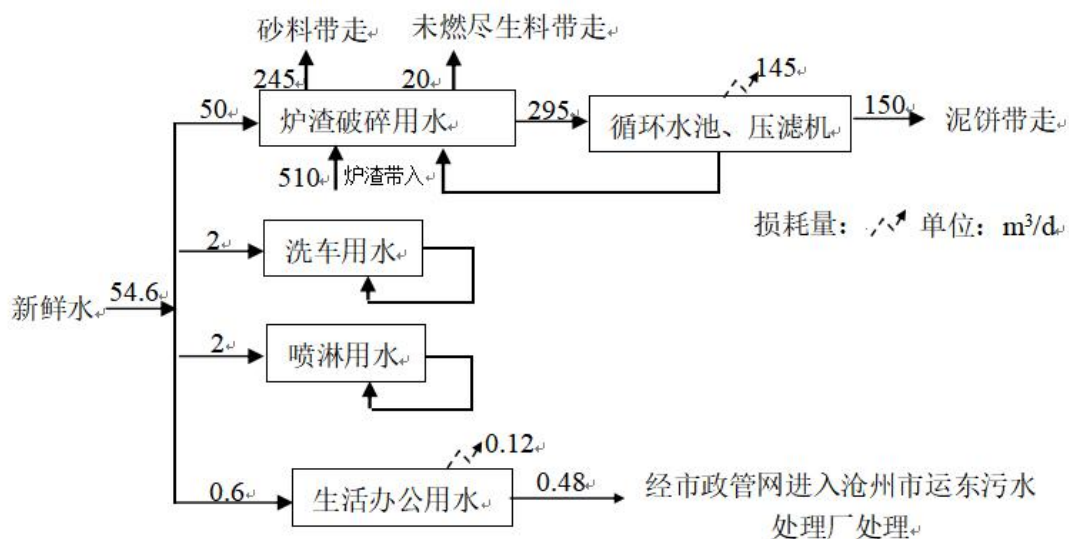 砂料带走
未燃尽生料带走
245
20
145
50
炉渣破碎用水
295
循环水池、压滤机
150
泥饼带走
510
炉渣带入
损耗量：
单位：m³/d
2
洗车用水
54.6
新鲜水
2
喷淋用水
0.12
0.6
生活办公用水
0.48
经市政管网进入沧州市运东污水
处理厂处理